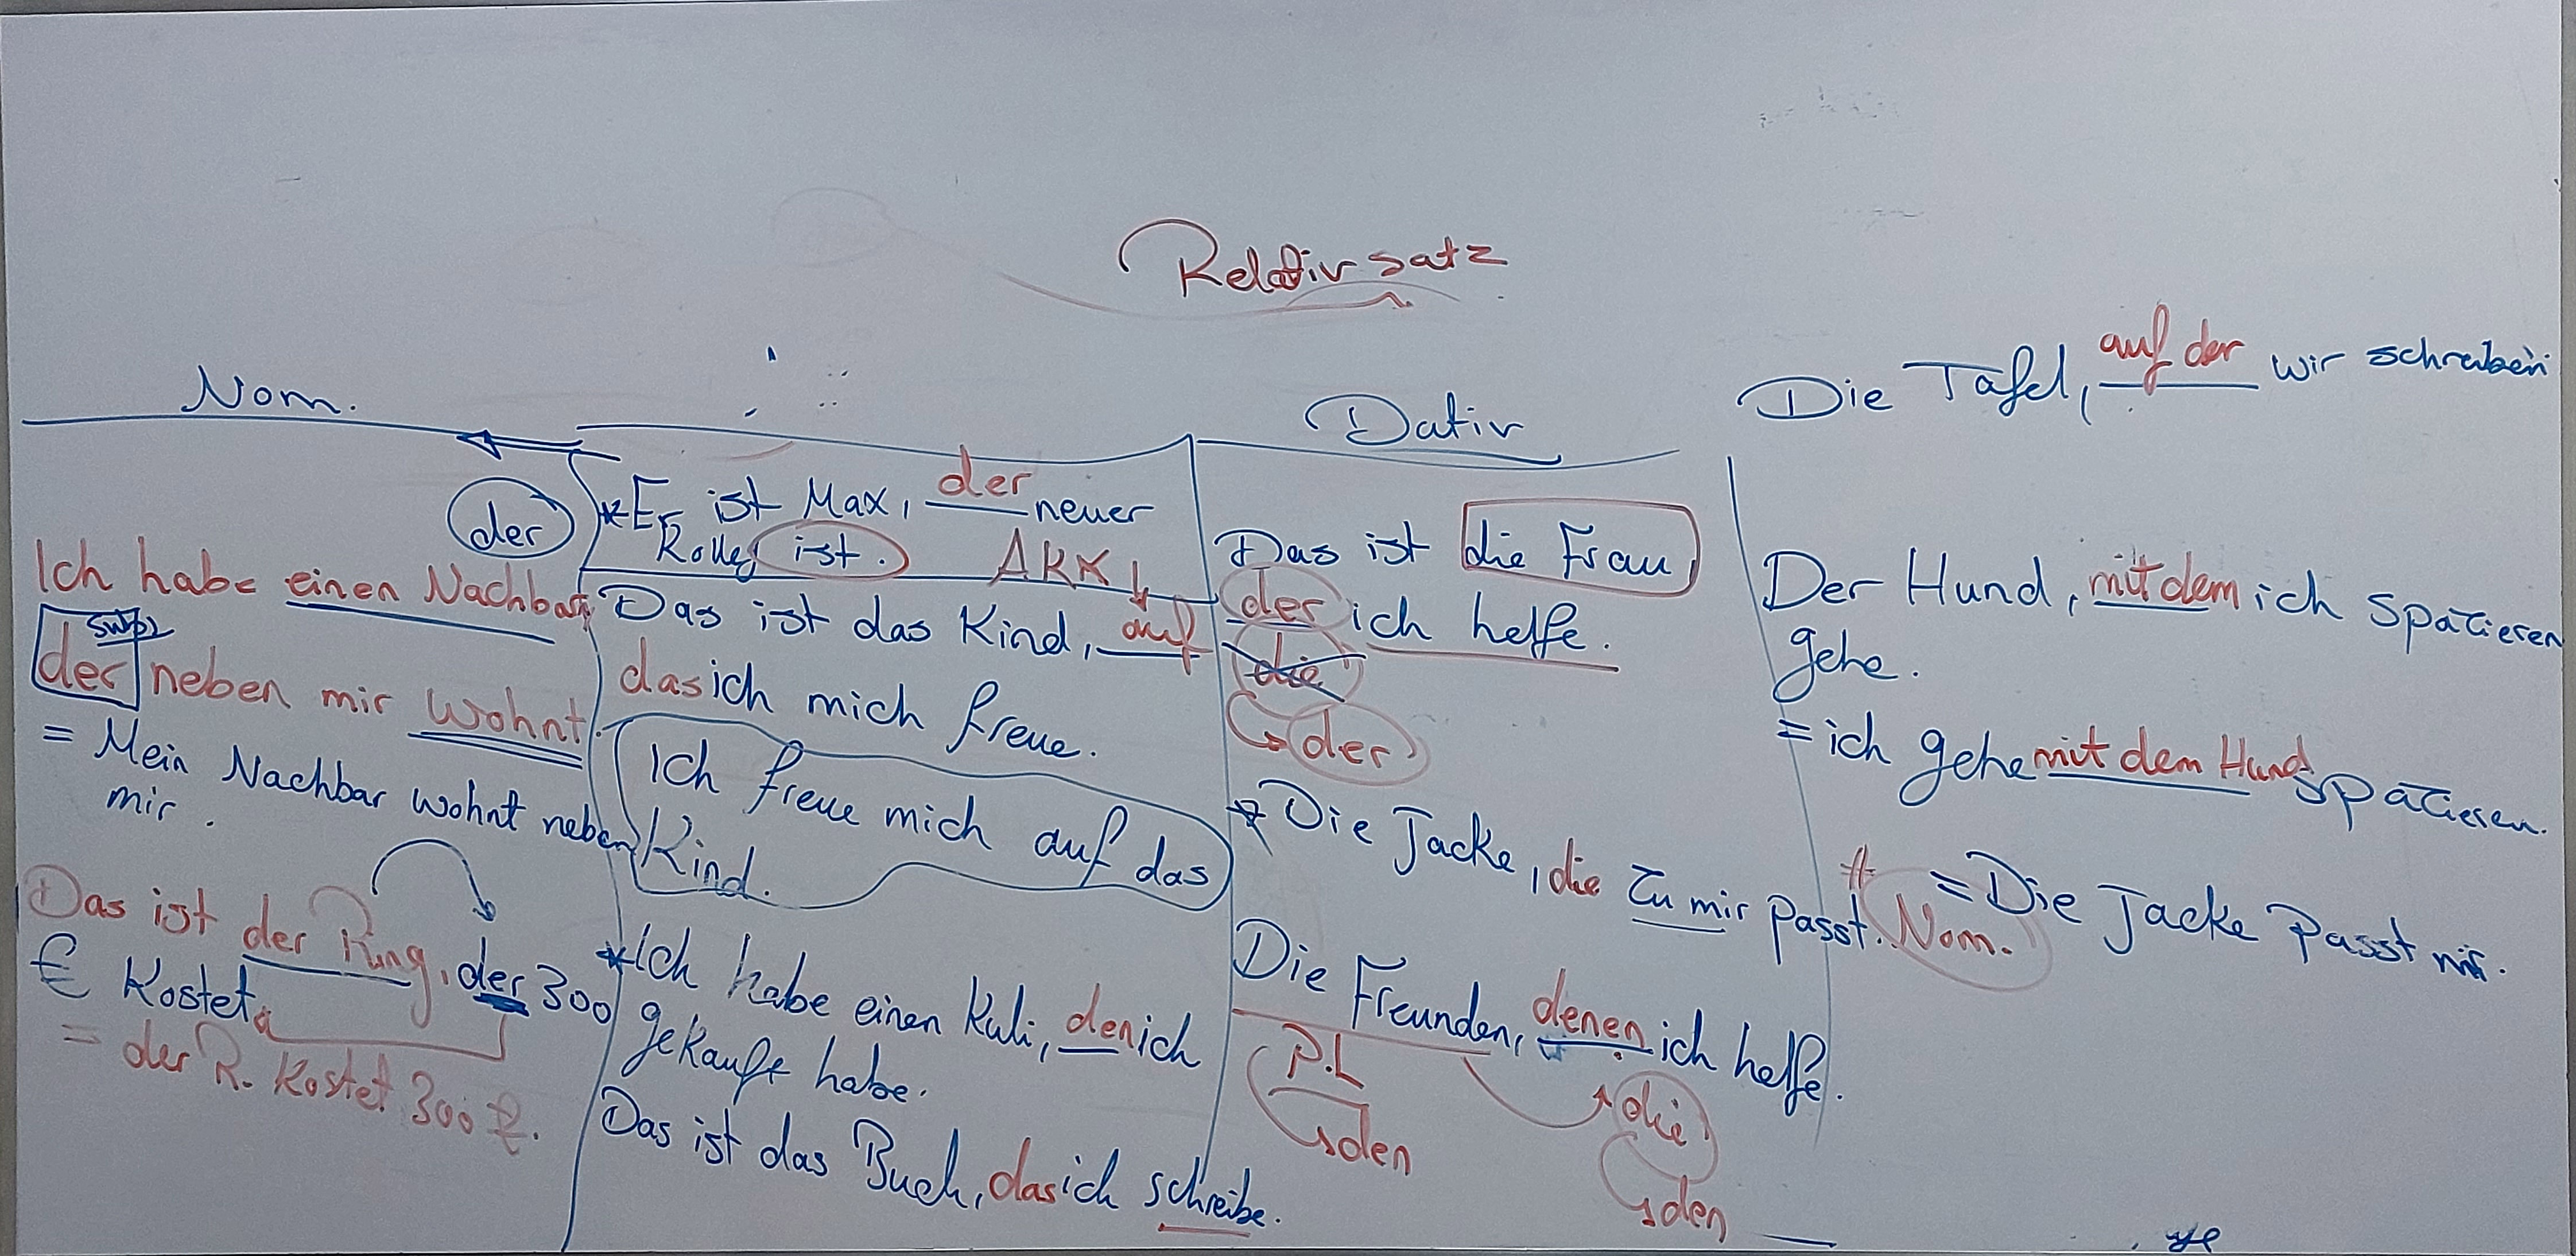 Relativsatz
Nom.
der
Ich habe einen Nachbar,
der neben mir wohnt.
= Mein Nachbar wohnt neben
mir.
Das ist der Ring, der 300
€ kostet.
= der R. kostet 300 €.
*Er ist Max, der neuer
ist.
AKK
Das ist das Kind, auf
das ich mich freue.
Ich freue mich auf das
Kind.
*Ich habe einen Kuli, den ich
gekauft habe.
Das ist das Buch, das ich schreibe.
Dativ
Das ist die Frau,
der ich helfe.
die
der
*Die Jacke, die zu mir passt. Nom.
Die Freunden, denen ich helfe.
P.L
den
die
den
Die Tafel, auf der wir schreiben
Der Hund, mit dem ich spazieren
gehe.
= ich gehe mit dem Hund spazieren.
= Die Jacke passt mir.